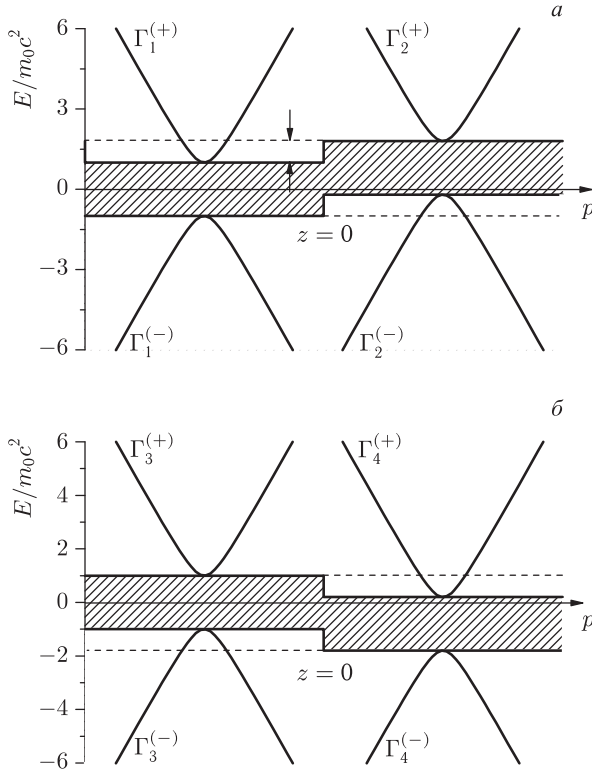 а
E/m₀c²
6
3
0
−3
−6
Γ₁⁽⁺⁾
Γ₂⁽⁺⁾
p
z = 0
Γ₁⁽⁻⁾
Γ₂⁽⁻⁾
б
E/m₀c²
6
4
2
0
−2
−4
−6
Γ₃⁽⁺⁾
Γ₄⁽⁺⁾
p
z = 0
Γ₃⁽⁻⁾
Γ₄⁽⁻⁾